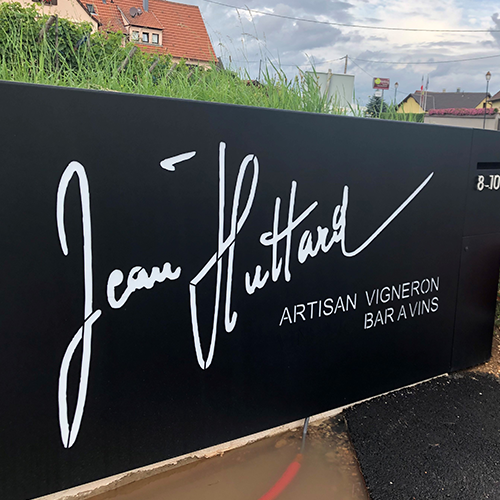 Jean Huttard
ARTISAN VIGNERON
BAR A VINS
8-10